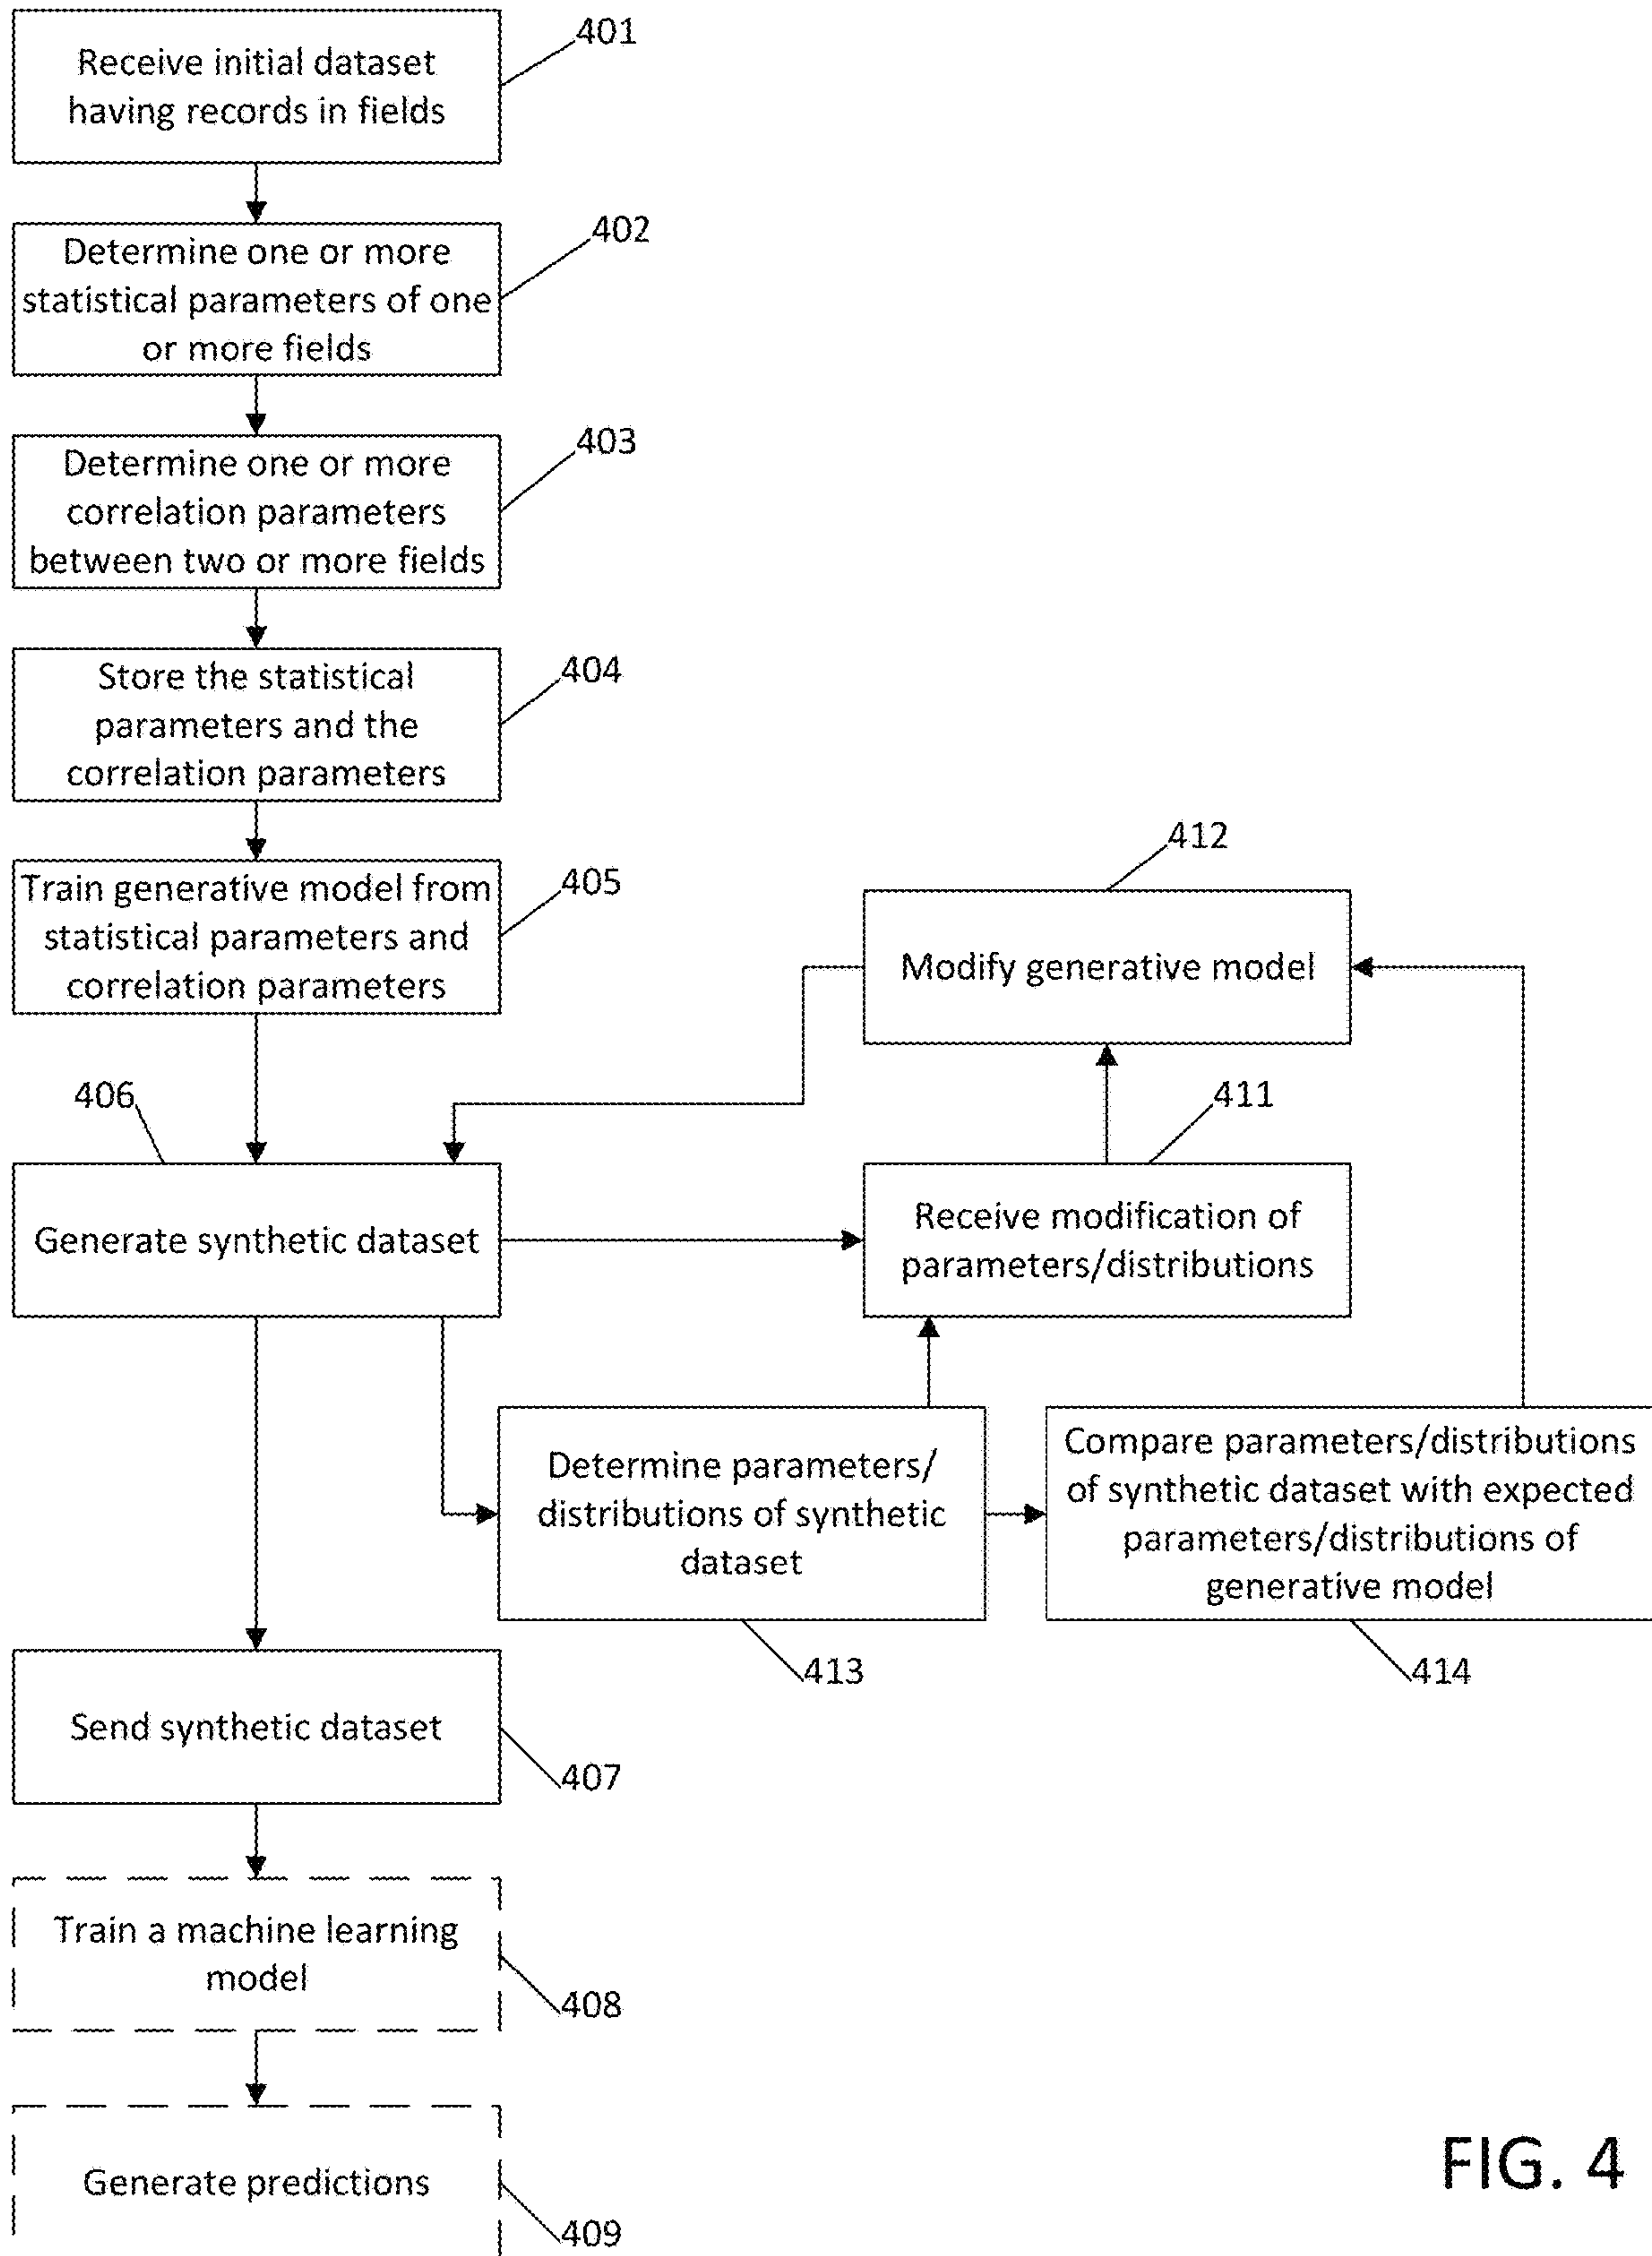 401
Receive initial dataset
having records in fields
402
Determine one or more
statistical parameters of one
or more fields
403
Determine one or more
correlation parameters
between two or more fields
404
Store the statistical
parameters and the
correlation parameters
405
Train generative model from
statistical parameters and
correlation parameters
412
Modify generative model
406
Generate synthetic dataset
411
Receive modification of
parameters/distributions
Determine parameters/
distributions of synthetic
dataset
413
Compare parameters/distributions
of synthetic dataset with expected
parameters/distributions of
generative model
414
Send synthetic dataset
407
Train a machine learning
model
408
Generate predictions
409
FIG. 4